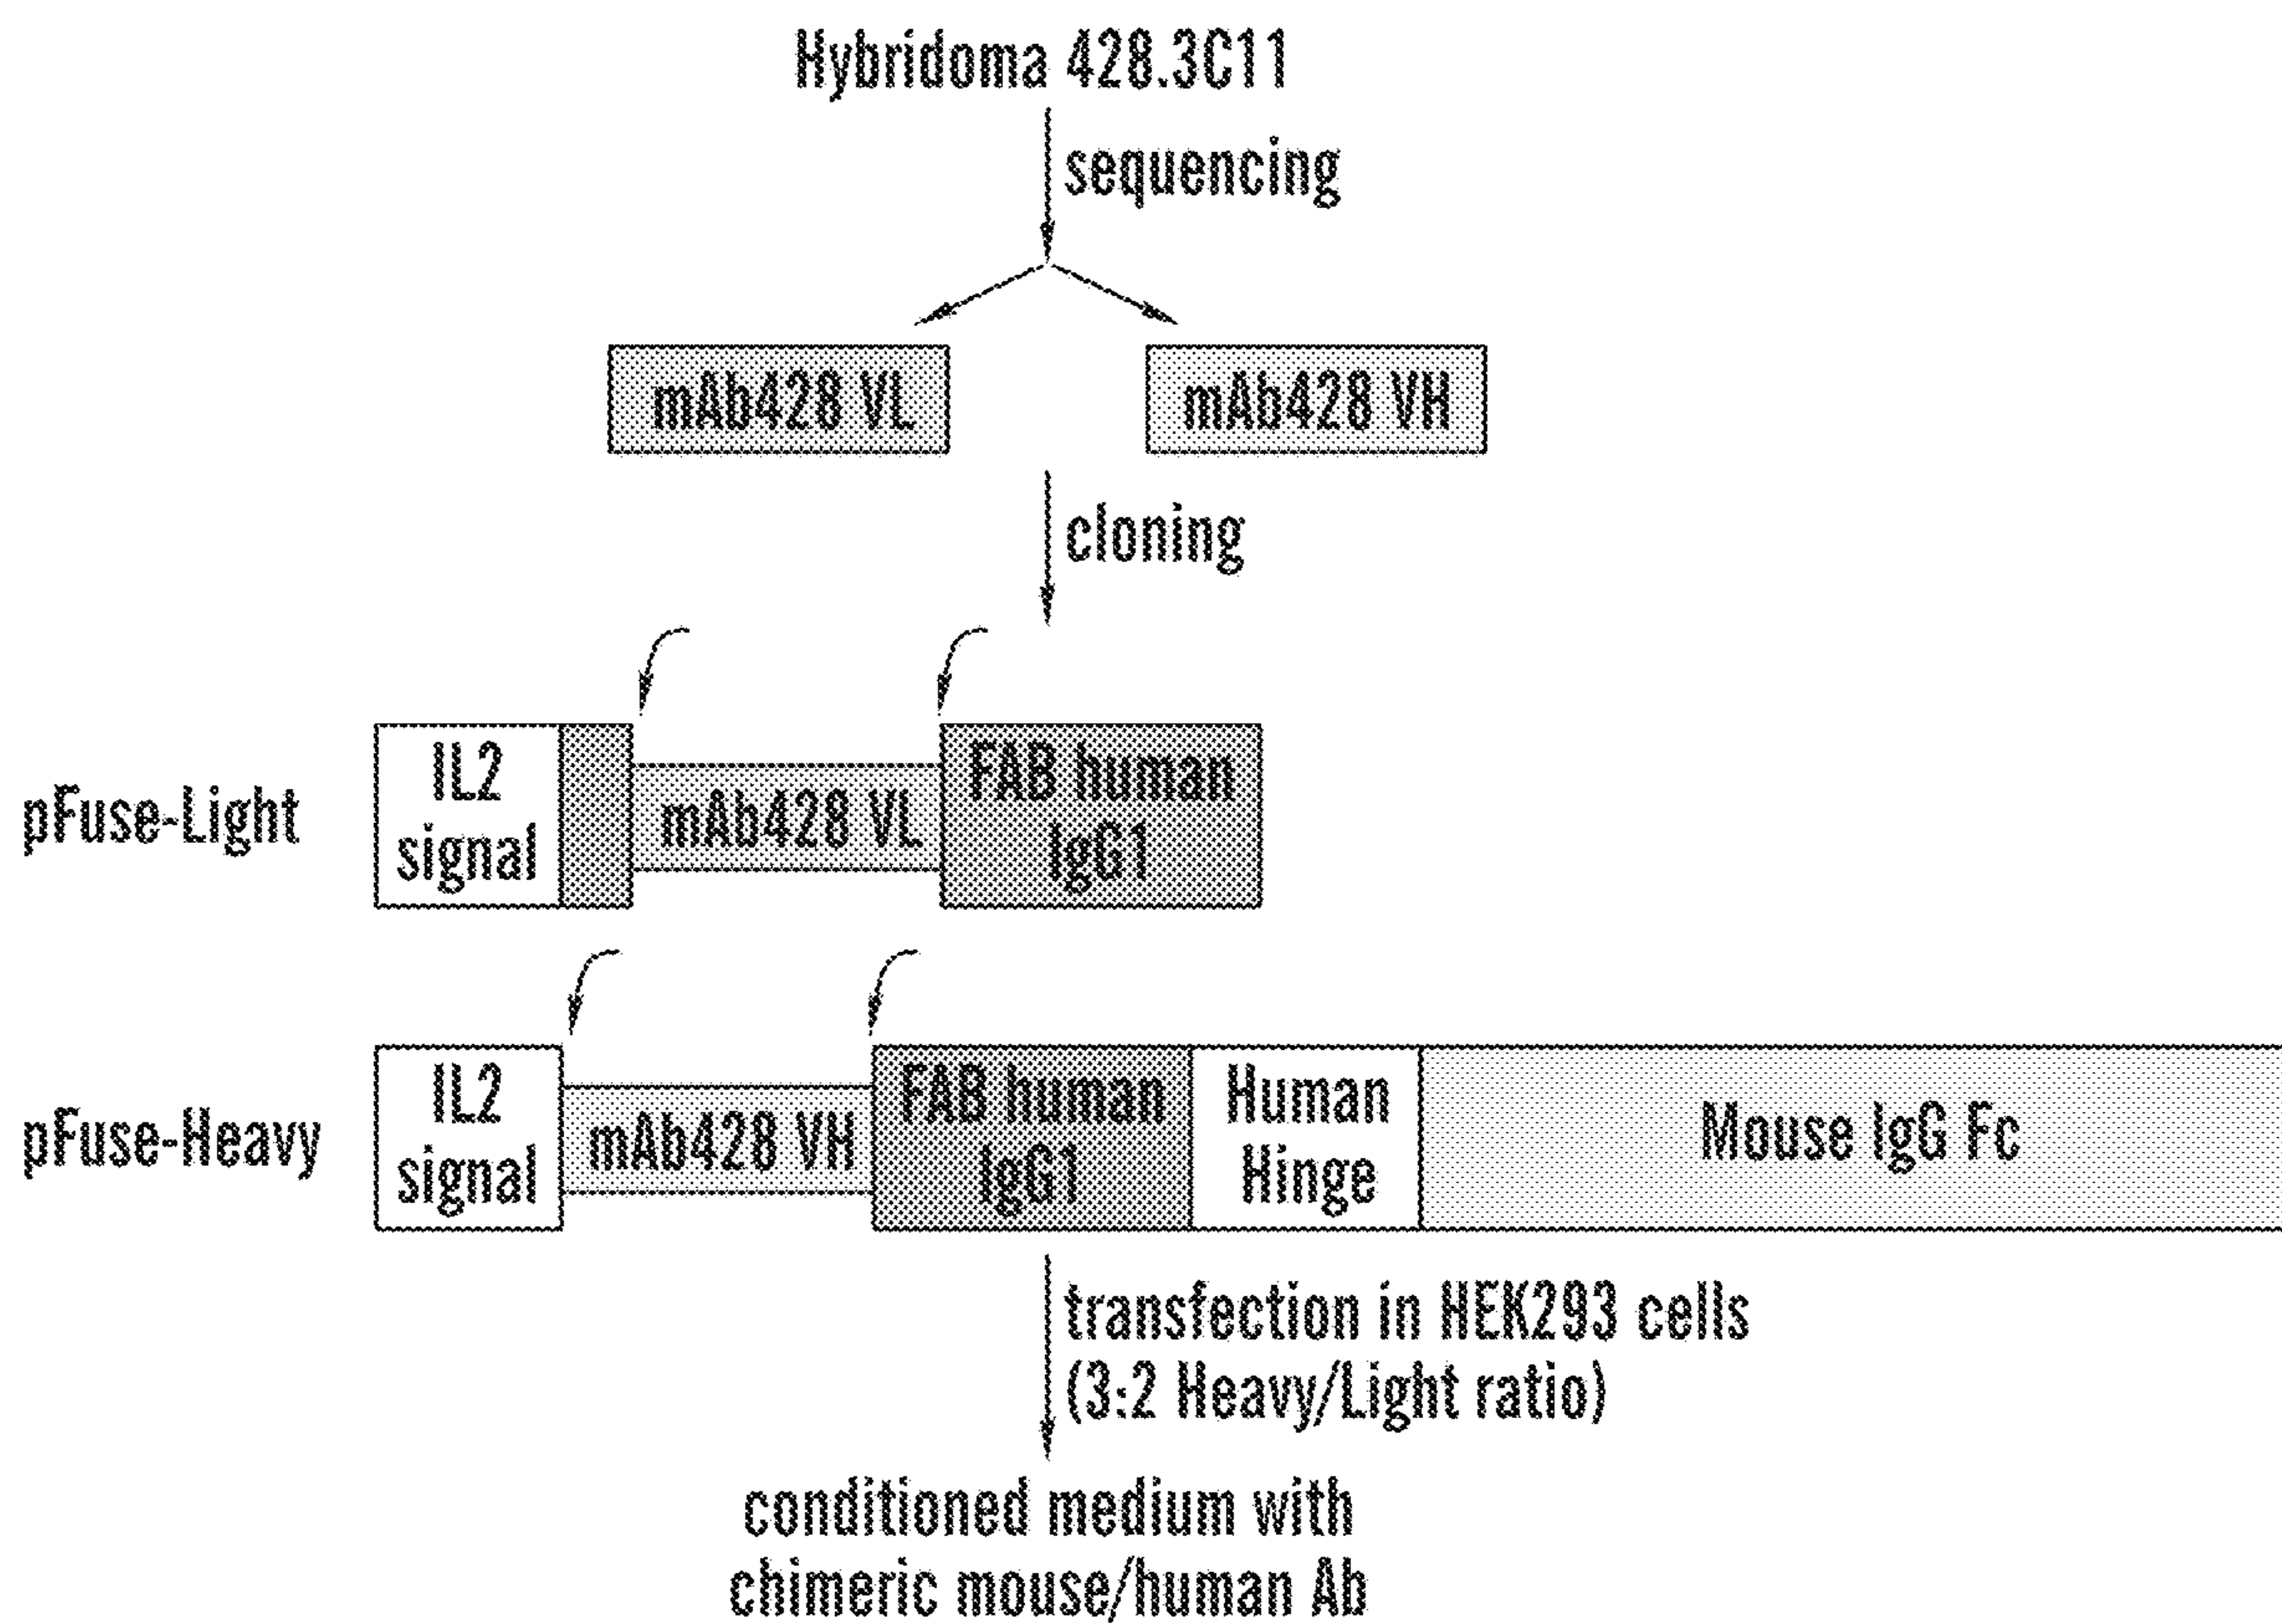 Hybridoma 428.3C11
sequencing
mAb428 VL
mAb428 VH
cloning
pFuse-Light
IL2
signal
mAb428 VL
FAB human
IgG1
pFuse-Heavy
IL2
signal
mAb428 VH
FAB human
IgG1
Human
Hinge
Mouse IgG Fc
transfection in HEK293 cells
(3:2 Heavy/Light ratio)
conditioned medium with
chimeric mouse/human Ab